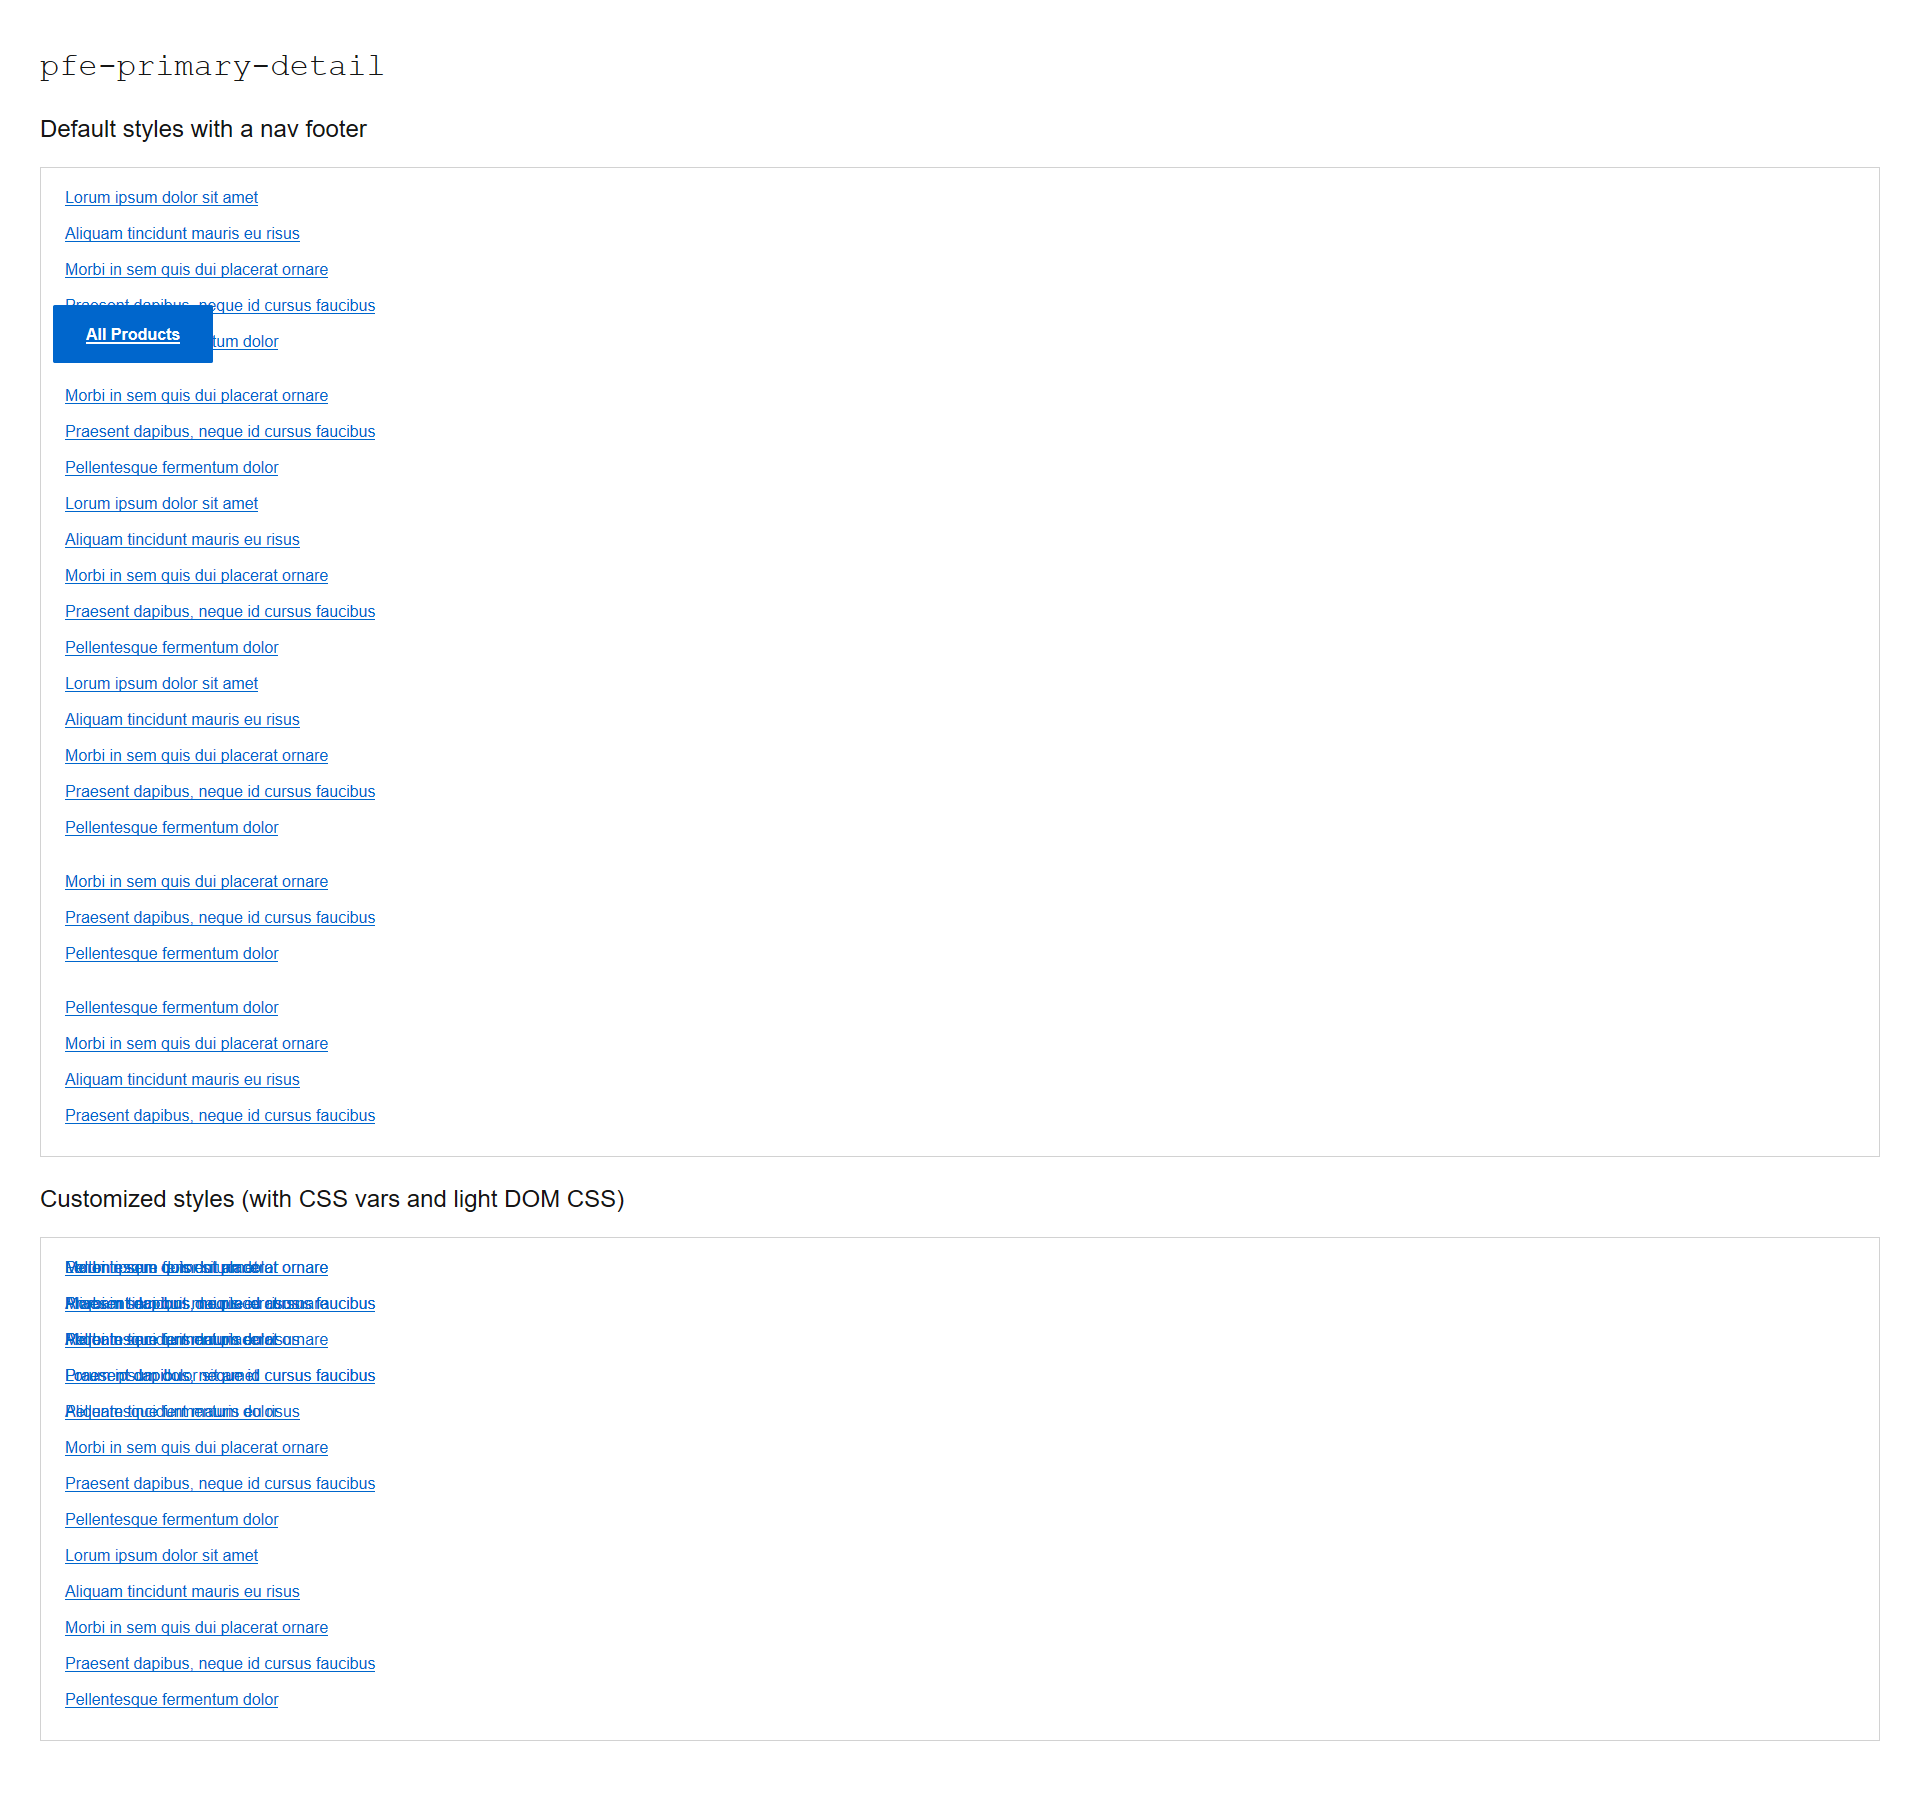 pfe-primary-detail
Default styles with a nav footer
Lorum ipsum dolor sit amet
Aliquam tincidunt mauris eu risus
Morbi in sem quis dui placerat ornare
neque id cursus faucibus
All Products
tum dolor
Morbi in sem quis dui placerat ornare
Praesent dapibus, neque id cursus faucibus
Pellentesque fermentum dolor
Lorum ipsum dolor sit amet
Aliquam tincidunt mauris eu risus
Morbi in sem quis dui placerat ornare
Praesent dapibus, neque id cursus faucibus
Pellentesque fermentum dolor
Lorum ipsum dolor sit amet
Aliquam tincidunt mauris eu risus
Morbi in sem quis dui placerat ornare
Praesent dapibus, neque id cursus faucibus
Pellentesque fermentum dolor
Morbi in sem quis dui placerat ornare
Praesent dapibus, neque id cursus faucibus
Pellentesque fermentum dolor
Pellentesque fermentum dolor
Morbi in sem quis dui placerat ornare
Aliquam tincidunt mauris eu risus
Praesent dapibus, neque id cursus faucibus
Customized styles (with CSS vars and light DOM CSS)
ornare
faucibus
ornare
cursus faucibus
Morbi in sem quis dui placerat ornare
Praesent dapibus, neque id cursus faucibus
Pellentesque fermentum dolor
Lorum ipsum dolor sit amet
Aliquam tincidunt mauris eu risus
Morbi in sem quis dui placerat ornare
Praesent dapibus, neque id cursus faucibus
Pellentesque fermentum dolor